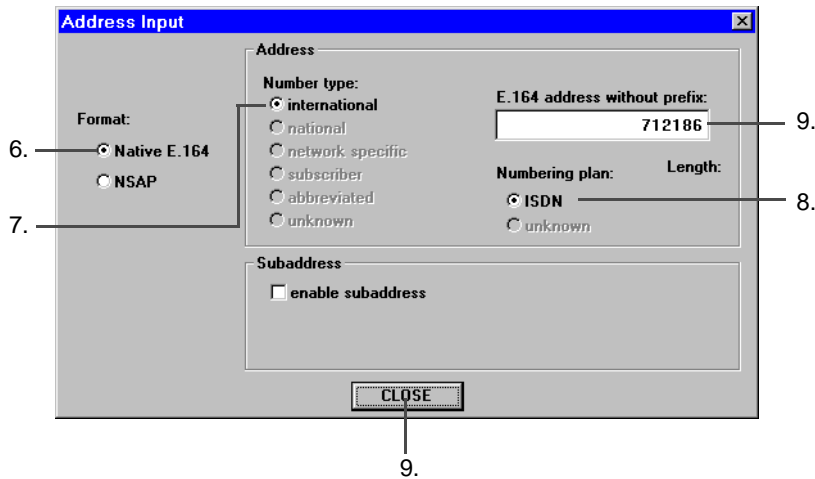 Address Input
Address
Number type:
international
national
network specific
subscriber
abbreviated
unknown
E.164 address without prefix:
712186
9.
Format:
6.
Native E.164
NSAP
7.
Numbering plan:
Length:
ISDN
8.
unknown
Subaddress
enable subaddress
CLOSE
9.